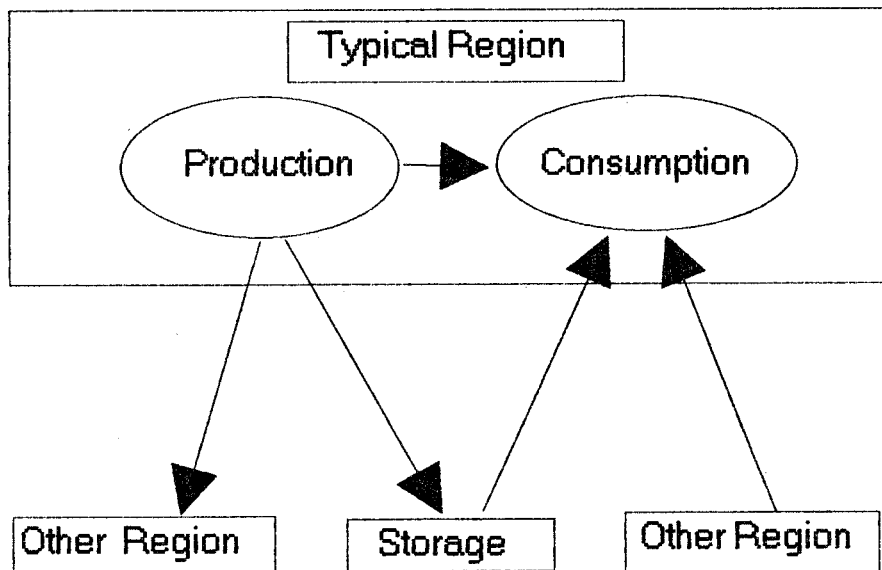 Typical Region
Production
Consumption
Other Region
Storage
Other Region